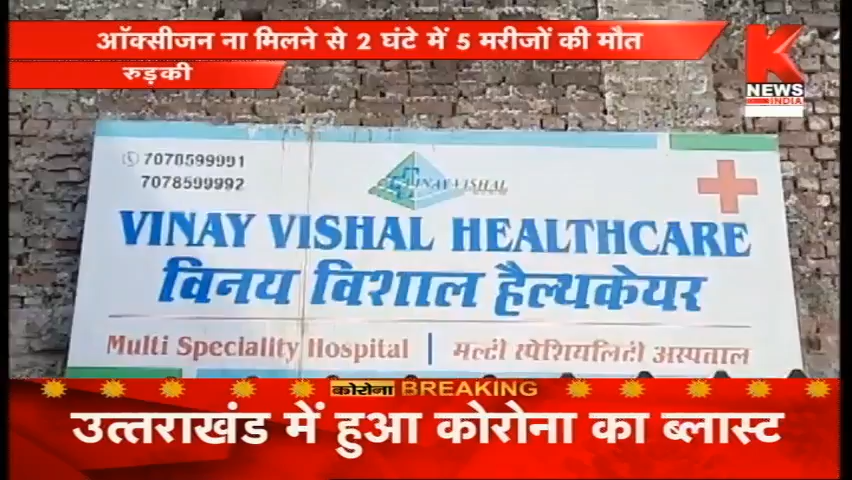 ऑक्सीजन ना मिलने से 2 घंटे में 5 मरीजों की मौत
रुड़की
K
NEWS
INDIA
7078599991
7078599992
VINAY VISHAL
VINAY VISHAL HEALTHCARE
विनय विशाल हैल्थकेयर
Multi Speciality Hospital | मल्टी स्पेशियलिटी अस्पताल
कोरोना BREAKING
उत्तराखंड में हुआ कोरोना का ब्लास्ट